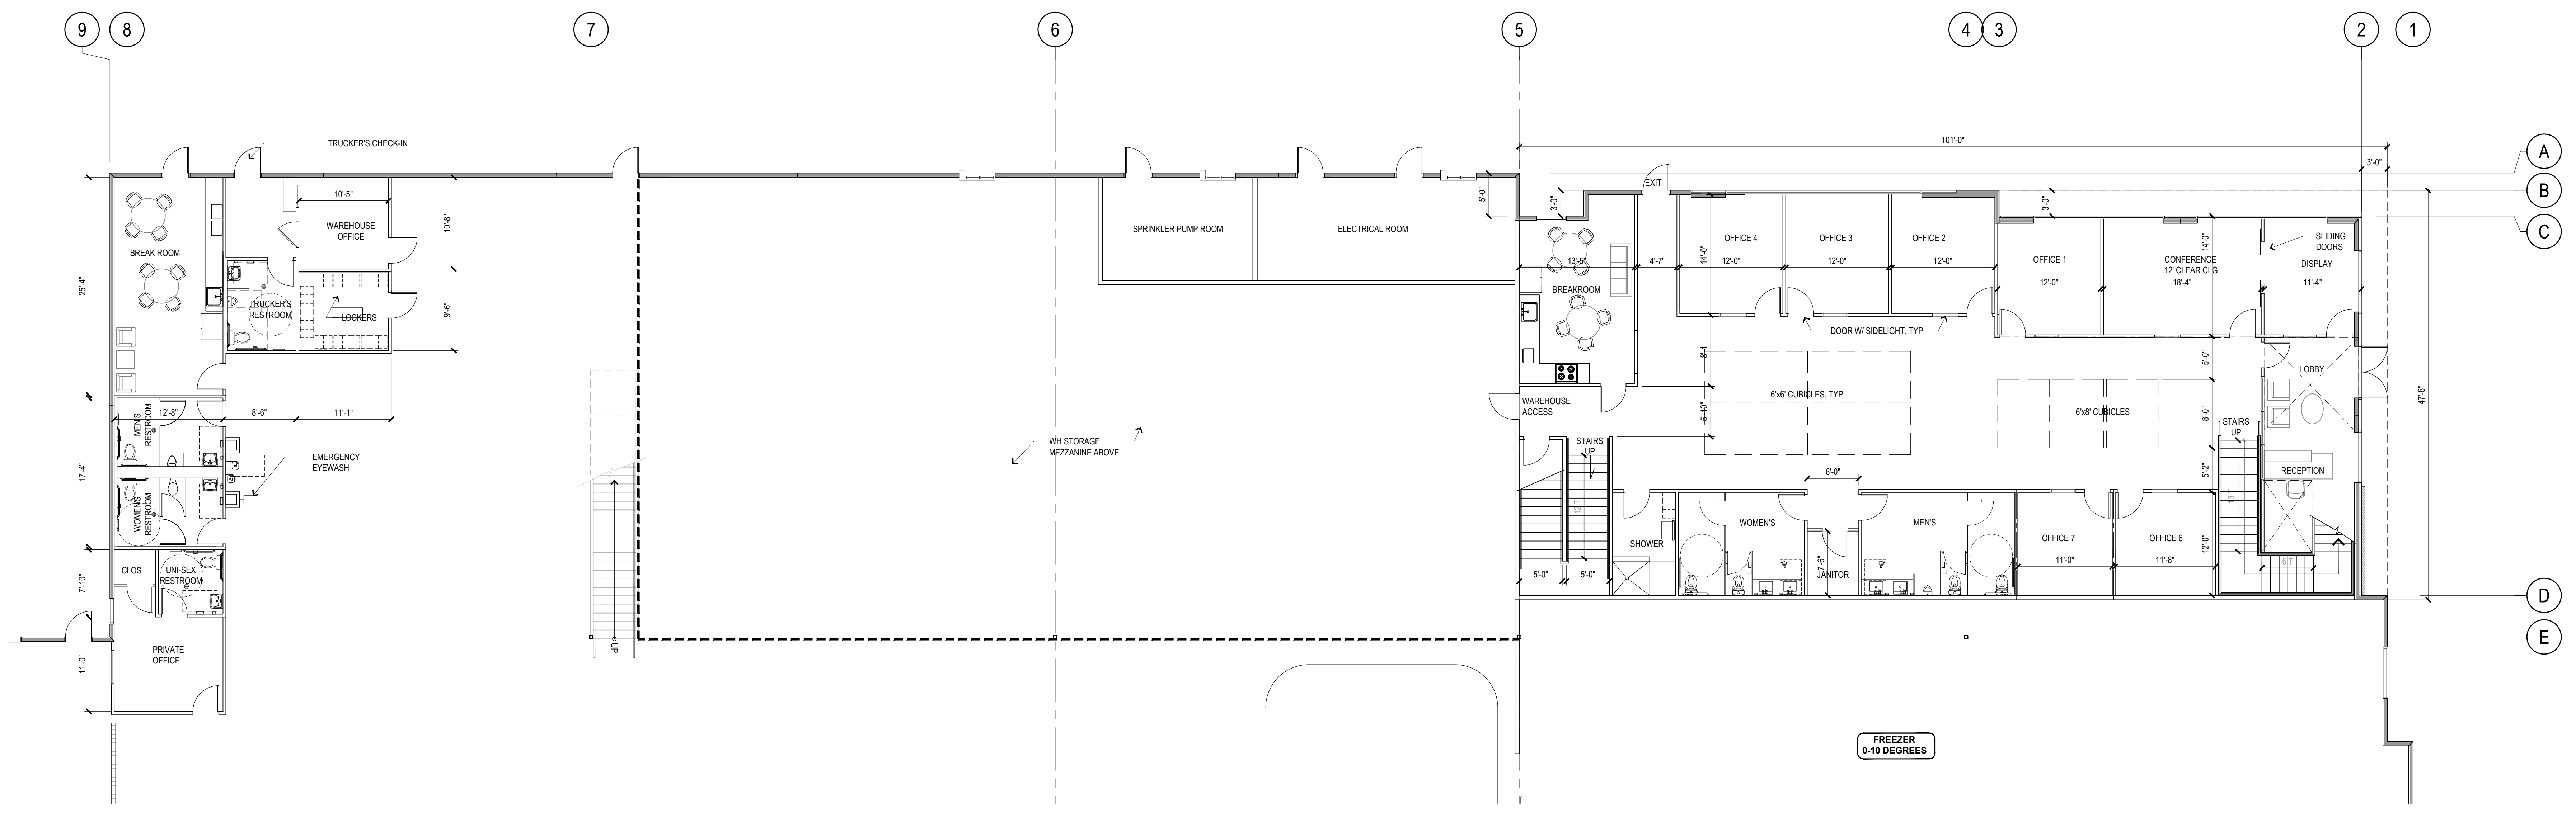 9
8
7
6
5
4
3
2
1
A
B
C
D
E
TRUCKER'S CHECK-IN
101'-0"
3'-0"
5'-0"
3'-0"
EXIT
3'-0"
47'-8"
10'-5"
WAREHOUSE
OFFICE
10'-8"
9'-6"
BREAK ROOM
25'-4"
TRUCKER'S
RESTROOM
LOCKERS
12'-8"
8'-6"
11'-1"
MEN'S
RESTROOM
WOMEN'S
RESTROOM
17'-4"
EMERGENCY
EYEWASH
CLOS
UNI-SEX
RESTROOM
7'-10"
PRIVATE
OFFICE
11'-0"
UP
WH STORAGE
MEZZANINE ABOVE
SPRINKLER PUMP ROOM
ELECTRICAL ROOM
13'-5"
4'-7"
BREAKROOM
OFFICE 4
12'-0"
14'-0"
OFFICE 3
12'-0"
OFFICE 2
12'-0"
OFFICE 1
12'-0"
CONFERENCE
12' CLEAR CLG
18'-4"
14'-0"
SLIDING
DOORS
DISPLAY
11'-4"
DOOR W/ SIDELIGHT, TYP
8'-4"
5'-10"
6'x6' CUBICLES, TYP
6'x8' CUBICLES
5'-0"
8'-0"
5'-2"
LOBBY
WAREHOUSE
ACCESS
STAIRS
UP
12 T
5'-0"
5'-0"
SHOWER
WOMEN'S
6'-0"
7'-6"
JANITOR
MEN'S
OFFICE 7
11'-0"
OFFICE 6
11'-8"
12'-0"
STAIRS
UP
13 T
6 T
RECEPTION
FREEZER
0-10 DEGREES